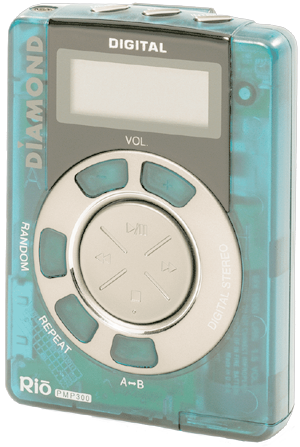 DIGITAL
DIAMOND
VOL.
RANDOM
DIGITAL STEREO
REPEAT
A↔B
Rio
PMP300